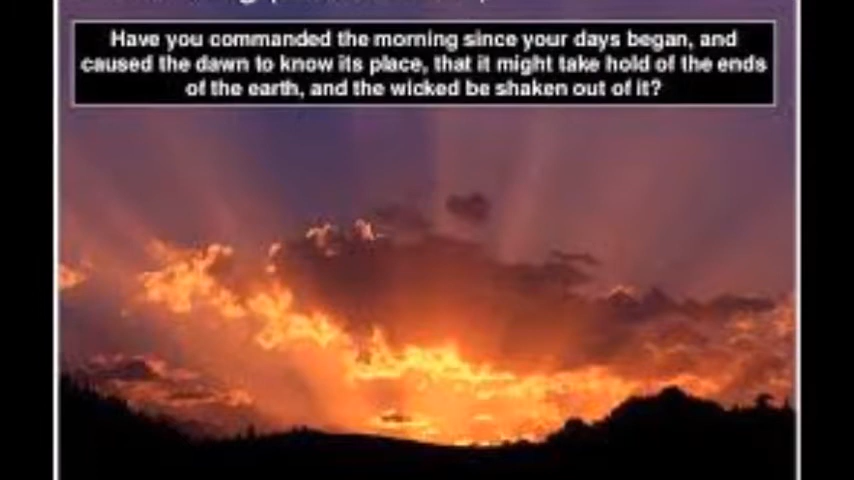 Have you commanded the morning since your days began, and
caused the dawn to know its place, that it might take hold of the ends
of the earth, and the wicked be shaken out of it?